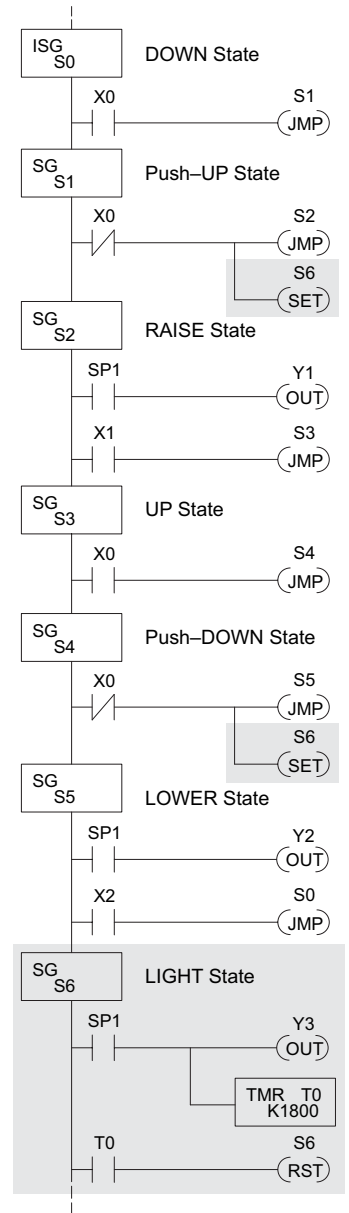 ISG
S0
DOWN State
X0
S1
JMP
SG
S1
Push–UP State
X0
S2
JMP
S6
SET
SG
S2
RAISE State
SP1
Y1
OUT
X1
S3
JMP
SG
S3
UP State
X0
S4
JMP
SG
S4
Push–DOWN State
X0
S5
JMP
S6
SET
SG
S5
LOWER State
SP1
Y2
OUT
X2
S0
JMP
SG
S6
LIGHT State
SP1
Y3
OUT
TMR T0
K1800
T0
S6
RST